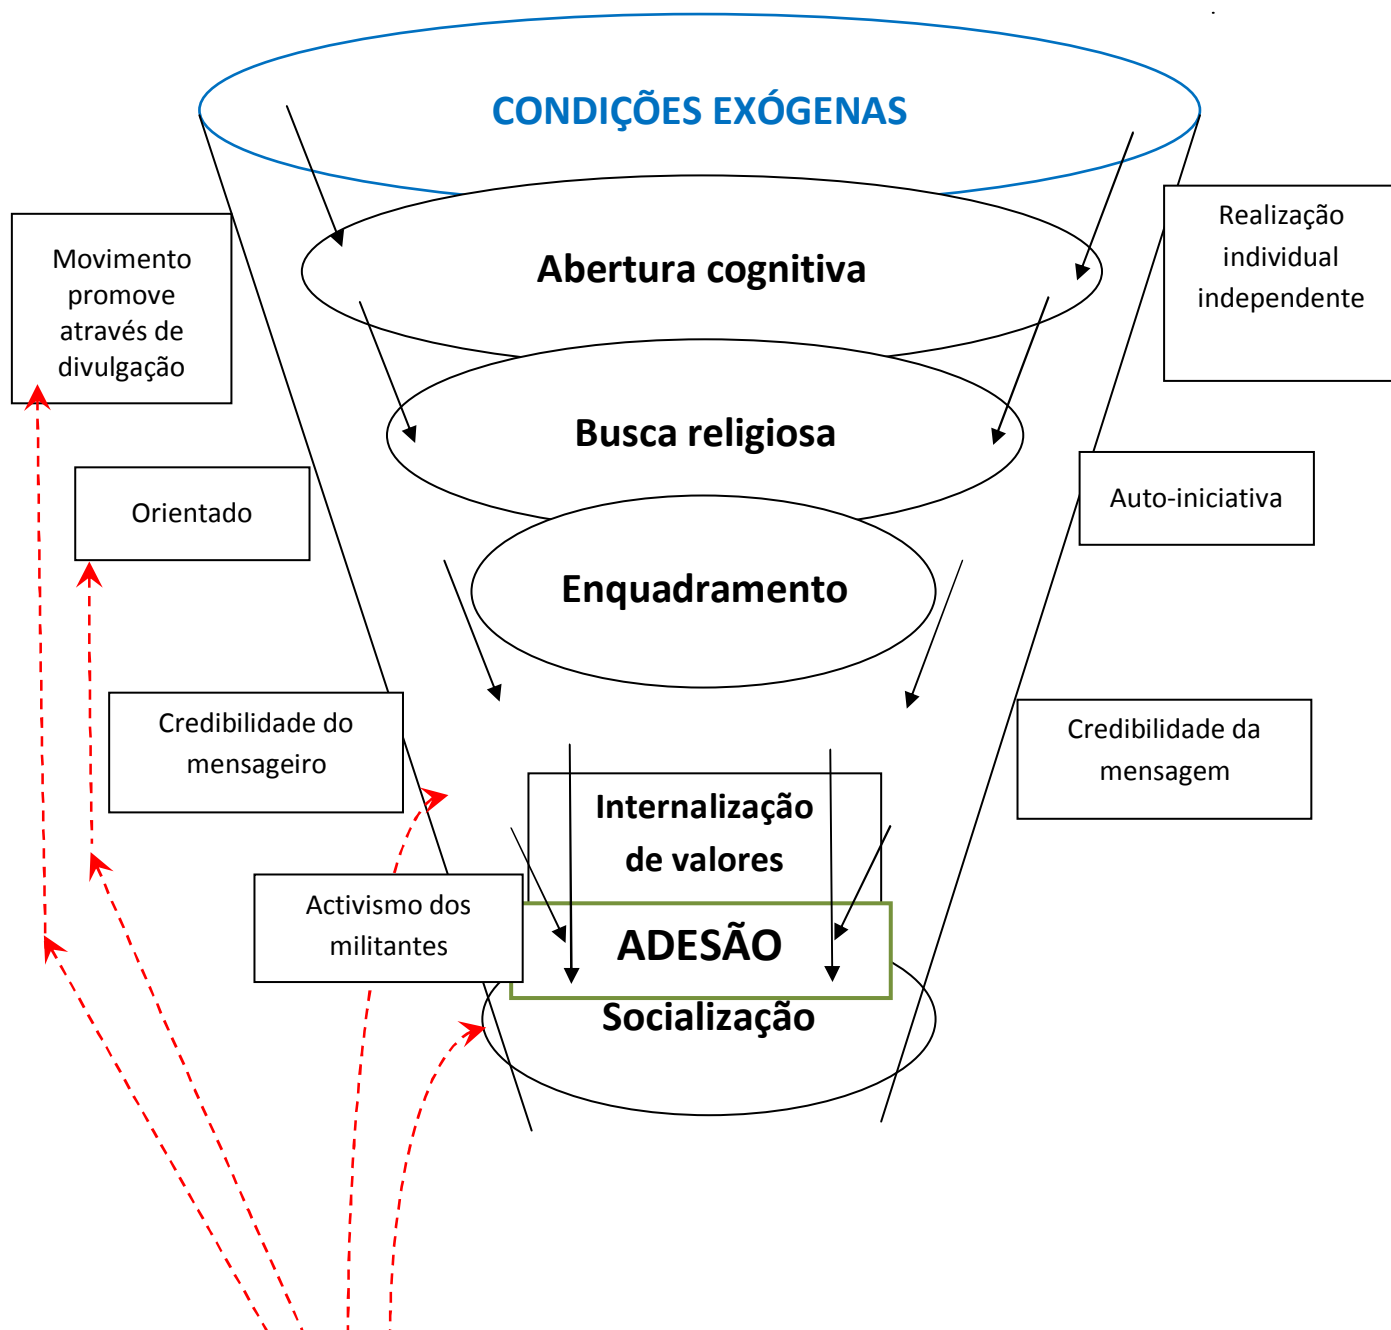 CONDIÇÕES EXÓGENAS
Abertura cognitiva
Realização
individual
independente
Movimento
promove
através de
divulgação
Busca religiosa
Orientado
Auto-iniciativa
Enquadramento
Credibilidade do
mensageiro
Credibilidade da
mensagem
Internalização
de valores
Activismo dos
militantes
ADESÃO
Socialização